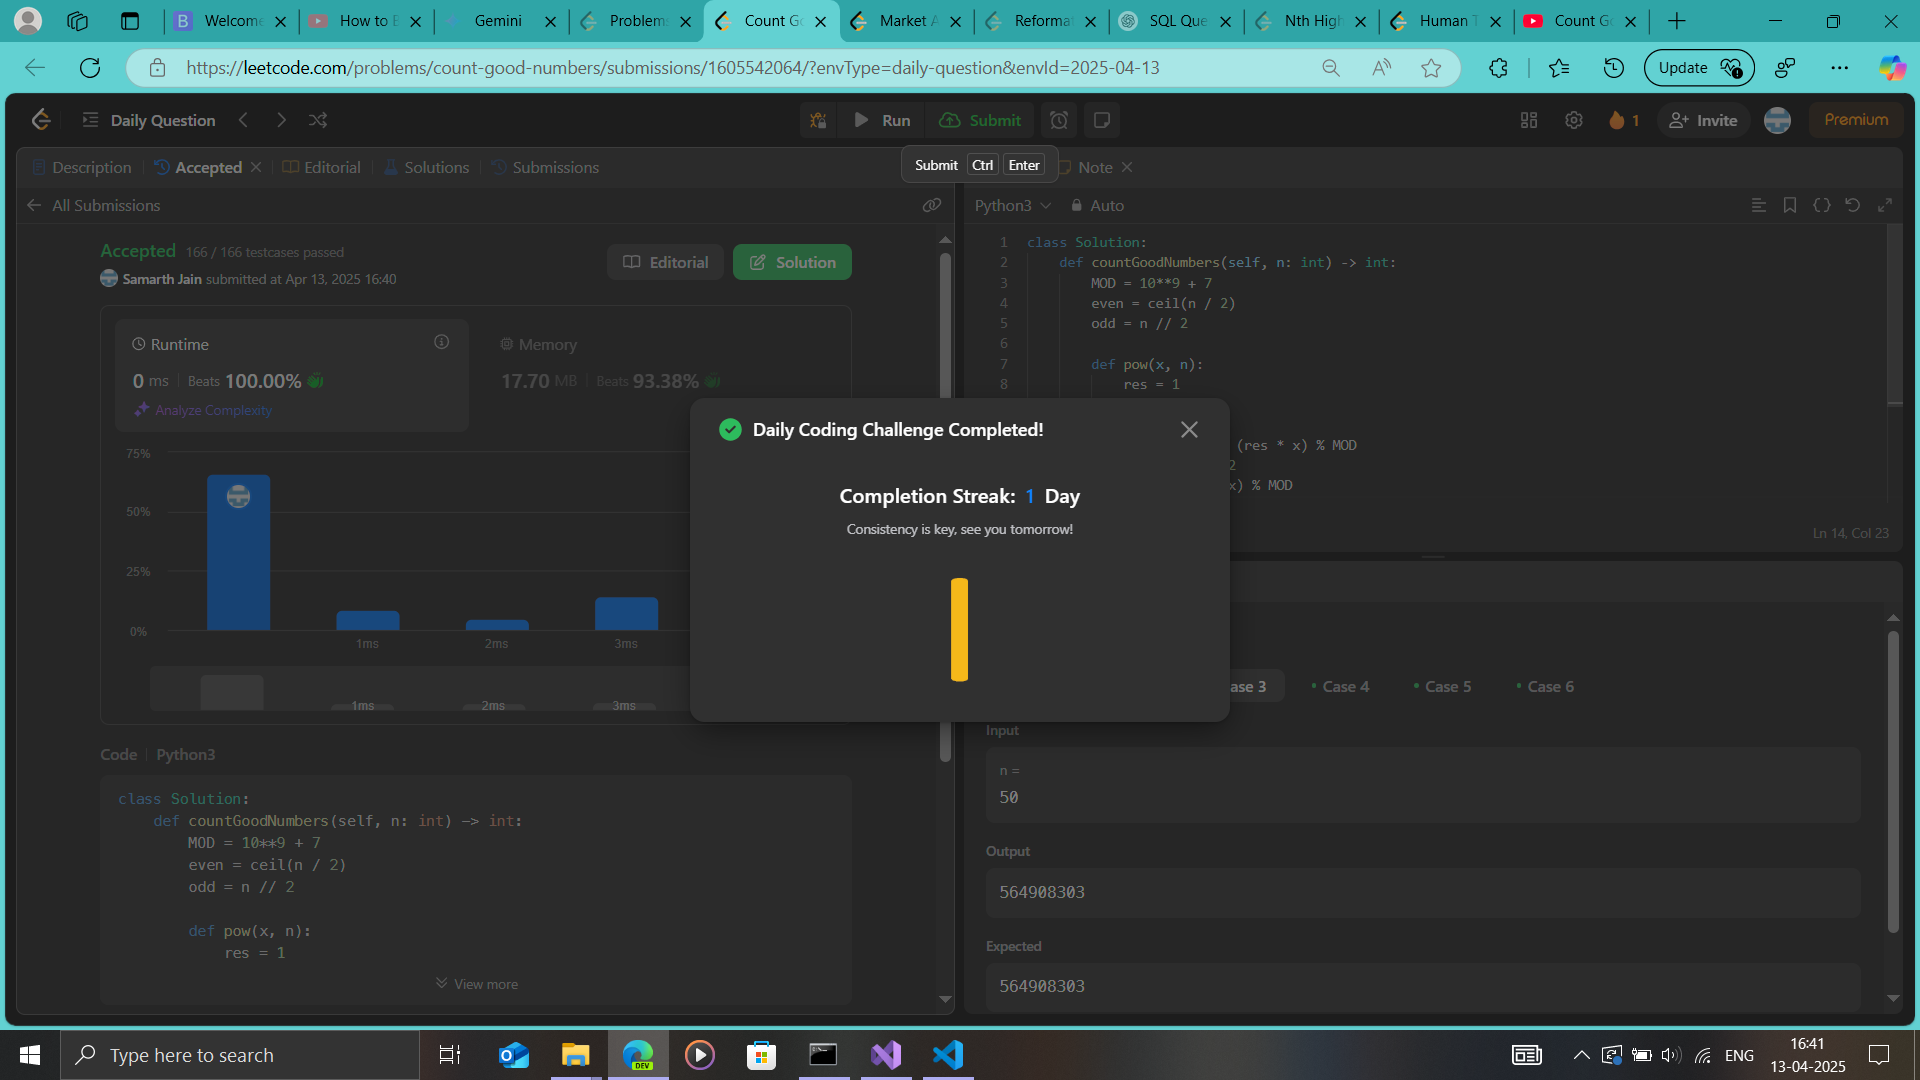 Welcome
How to B
Gemini
Problems
Count Go
Market A
Reformat
SQL Que
Nth High
Human T
Count Go
https://leetcode.com/problems/count-good-numbers/submissions/1605542064/?envType=daily-question&envId=2025-04-13
Update
Daily Question
Run
Submit
1
Invite
Premium
Description
Accepted
Editorial
Solutions
Submissions
Submit Ctrl Enter
Note
All Submissions
Python3
Auto
Accepted 166 / 166 testcases passed
Samarth Jain submitted at Apr 13, 2025 16:40
Editorial
Solution
Runtime
0 ms Beats 100.00%
Analyze Complexity
Memory
17.70 MB Beats 93.38%
75%
50%
25%
0%
1ms
2ms
3ms
1ms
2ms
3ms
Code Python3
class Solution:
def countGoodNumbers(self, n: int) -> int:
MOD = 10**9 + 7
even = ceil(n / 2)
odd = n // 2
def pow(x, n):
res = 1
View more
1 class Solution:
2 def countGoodNumbers(self, n: int) -> int:
3 MOD = 10**9 + 7
4 even = ceil(n / 2)
5 odd = n // 2
6
7 def pow(x, n):
8 res = 1
(res * x) % MOD
2
x) % MOD
Ln 14, Col 23
Daily Coding Challenge Completed!
Completion Streak: 1 Day
Consistency is key, see you tomorrow!
ase 3
Case 4
Case 5
Case 6
Input
n =
50
Output
564908303
Expected
564908303
Type here to search
DEV
ENG
16:41
13-04-2025